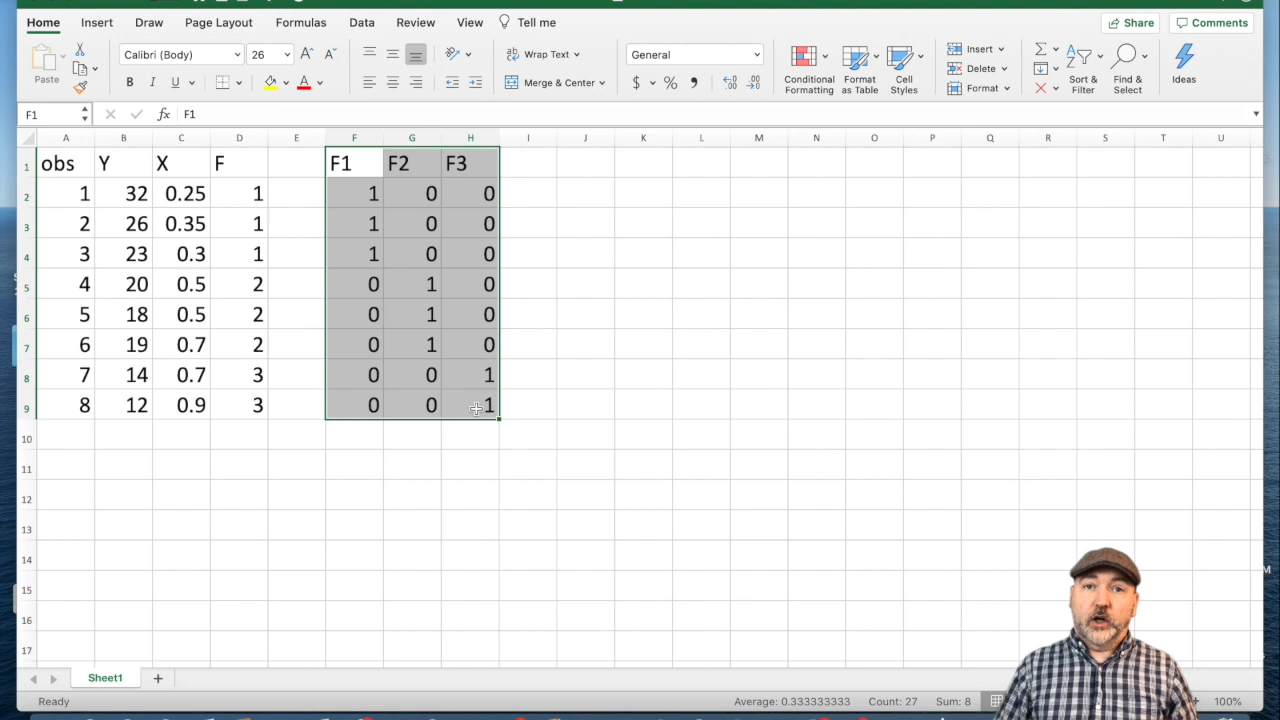 Home Insert Draw Page Layout Formulas Data Review View Tell me Share Comments
Paste Calibri (Body) 26 A A Wrap Text General Insert Σ
B I U A Merge & Center $ % Conditional Formatting Format as Table Cell Styles Delete Format Sort & Filter Find & Select Ideas
F1 fx F1
A B C D E F G H I J K L M N O P Q R S T U
1 obs Y X F F1 F2 F3
2 1 32 0.25 1 1 0 0
3 2 26 0.35 1 1 0 0
4 3 23 0.3 1 1 0 0
5 4 20 0.5 2 0 1 0
6 5 18 0.5 2 0 1 0
7 6 19 0.7 2 0 1 0
8 7 14 0.7 3 0 0 1
9 8 12 0.9 3 0 0 1
10
11
12
13
14
15
16
17
Sheet1
Ready Average: 0.333333333 Count: 27 Sum: 8 100%